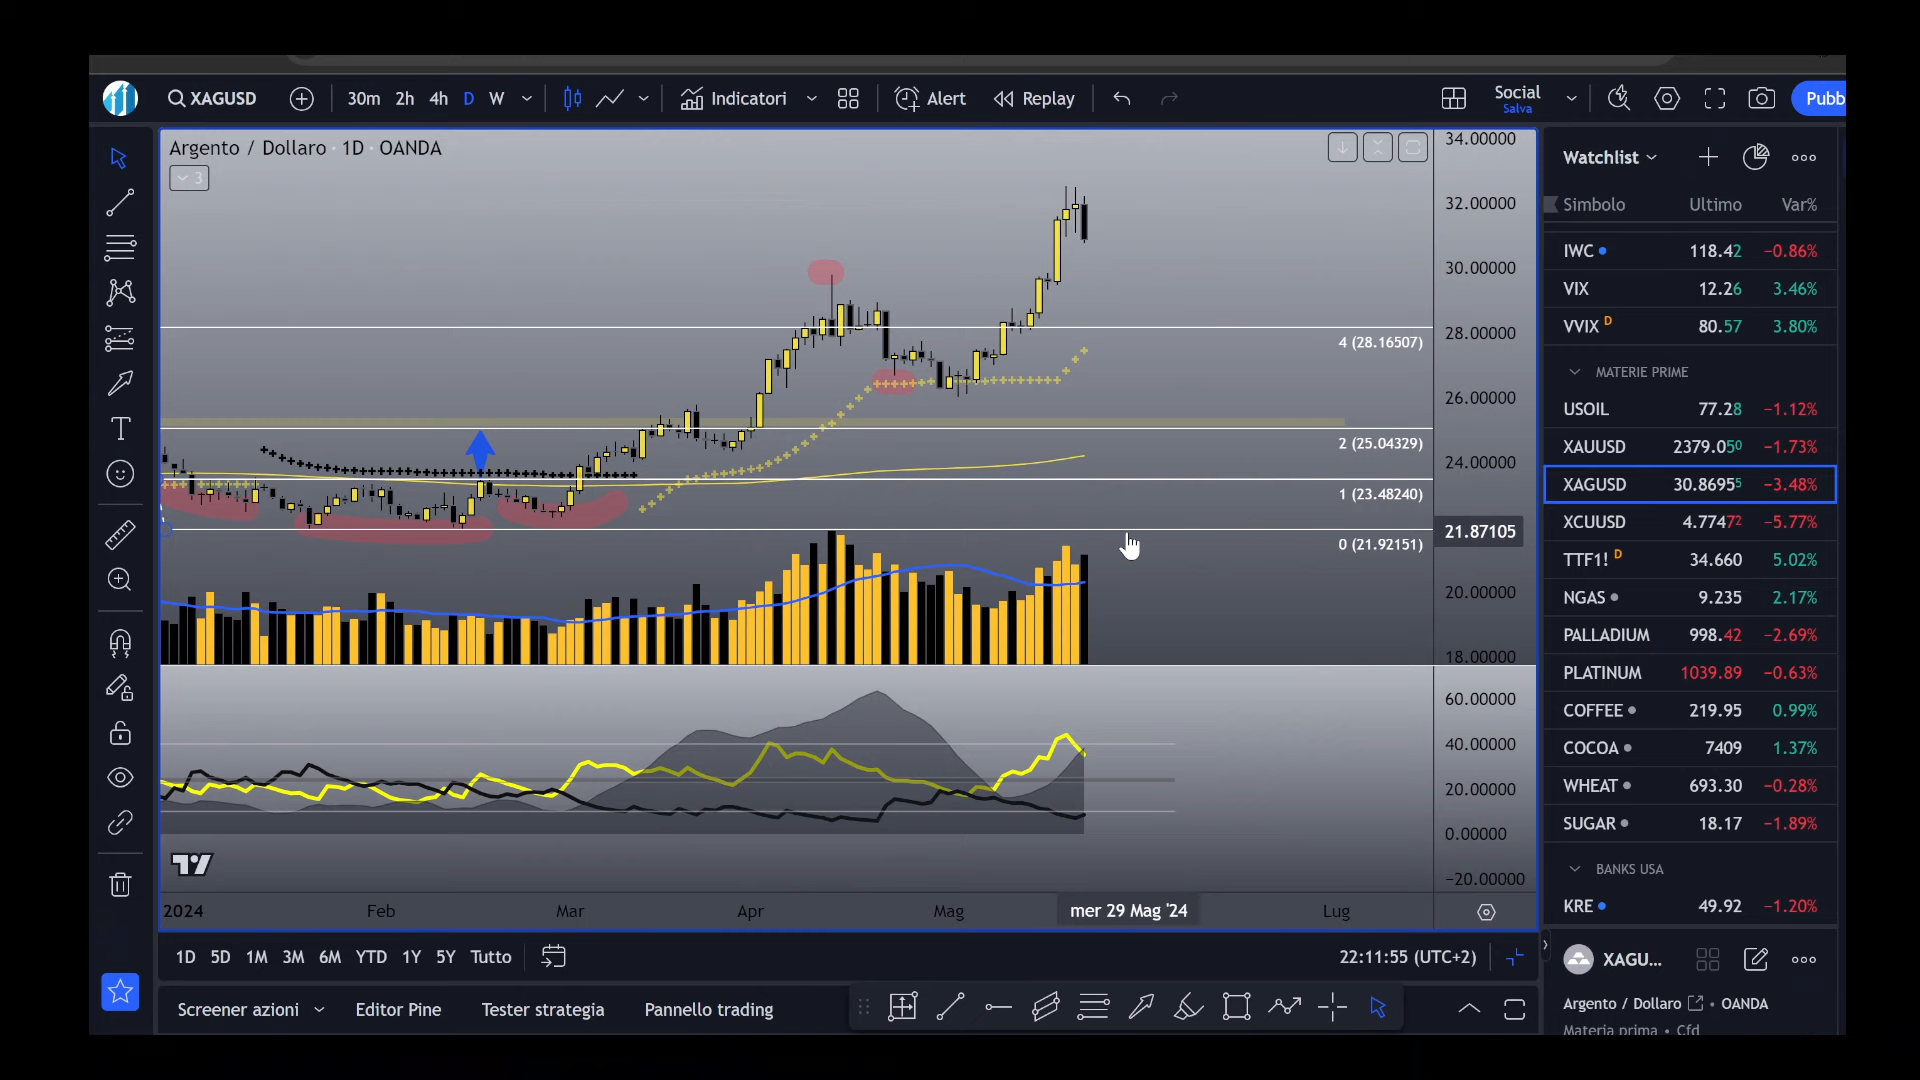 XAGUSD
30m 2h 4h D W
Indicatori
Alert
Replay
Social
Salva
Pubb
Argento / Dollaro · 1D · OANDA
3
34.00000
32.00000
30.00000
28.00000
26.00000
24.00000
21.87105
20.00000
18.00000
4 (28.16507)
2 (25.04329)
1 (23.48240)
0 (21.92151)
60.00000
40.00000
20.00000
0.00000
−20.00000
2024 Feb Mar Apr Mag mer 29 Mag '24 Lug
1D 5D 1M 3M 6M YTD 1Y 5Y Tutto
22:11:55 (UTC+2)
Screener azioni Editor Pine Tester strategia Pannello trading
Watchlist
Simbolo Ultimo Var%
IWC 118.42 −0.86%
VIX 12.26 3.46%
VVIX D 80.57 3.80%
MATERIE PRIME
USOIL 77.28 −1.12%
XAUUSD 2379.050 −1.73%
XAGUSD 30.86955 −3.48%
XCUUSD 4.77472 −5.77%
TTF1! D 34.660 5.02%
NGAS 9.235 2.17%
PALLADIUM 998.42 −2.69%
PLATINUM 1039.89 −0.63%
COFFEE 219.95 0.99%
COCOA 7409 1.37%
WHEAT 693.30 −0.28%
SUGAR 18.17 −1.89%
BANKS USA
KRE 49.92 −1.20%
XAGU...
Argento / Dollaro • OANDA
Materia prima • Cfd